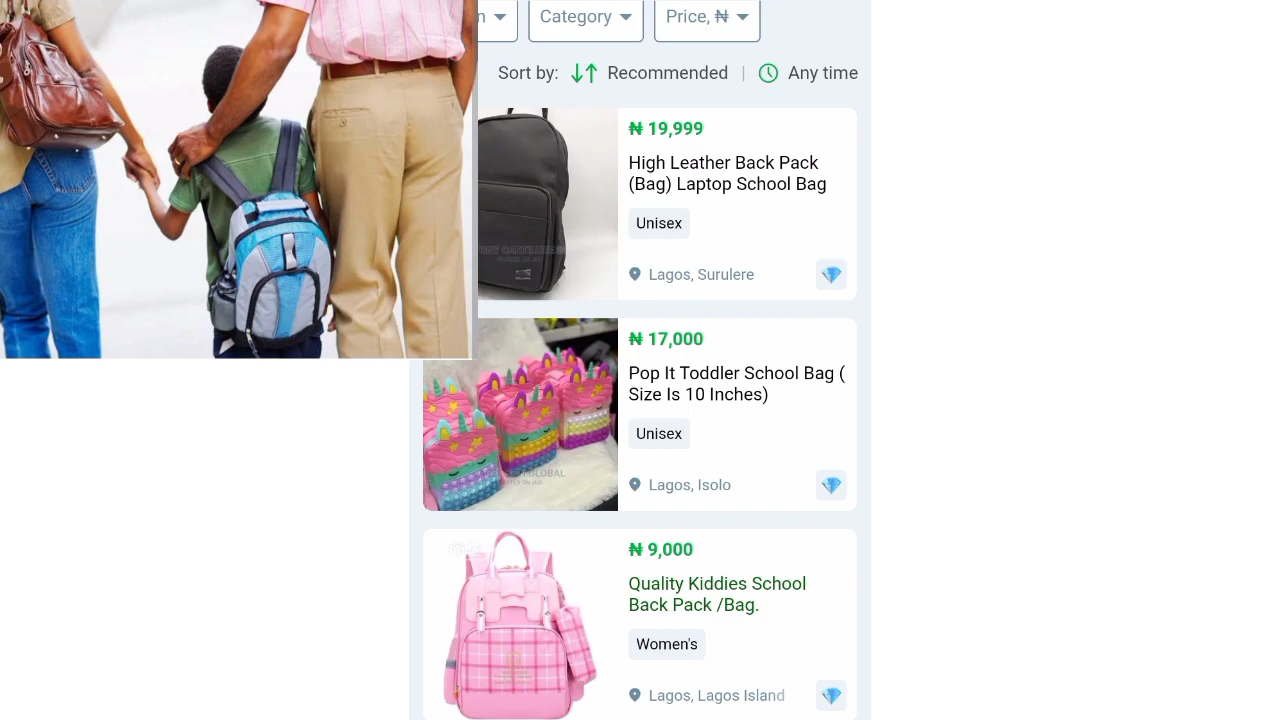 n
Category
Price, ₦
Sort by:
Recommended
|
Any time
₦ 19,999
High Leather Back Pack
(Bag) Laptop School Bag
Unisex
Lagos, Surulere
₦ 17,000
Pop It Toddler School Bag (
Size Is 10 Inches)
Unisex
Lagos, Isolo
₦ 9,000
Quality Kiddies School
Back Pack /Bag.
Women's
Lagos, Lagos Island